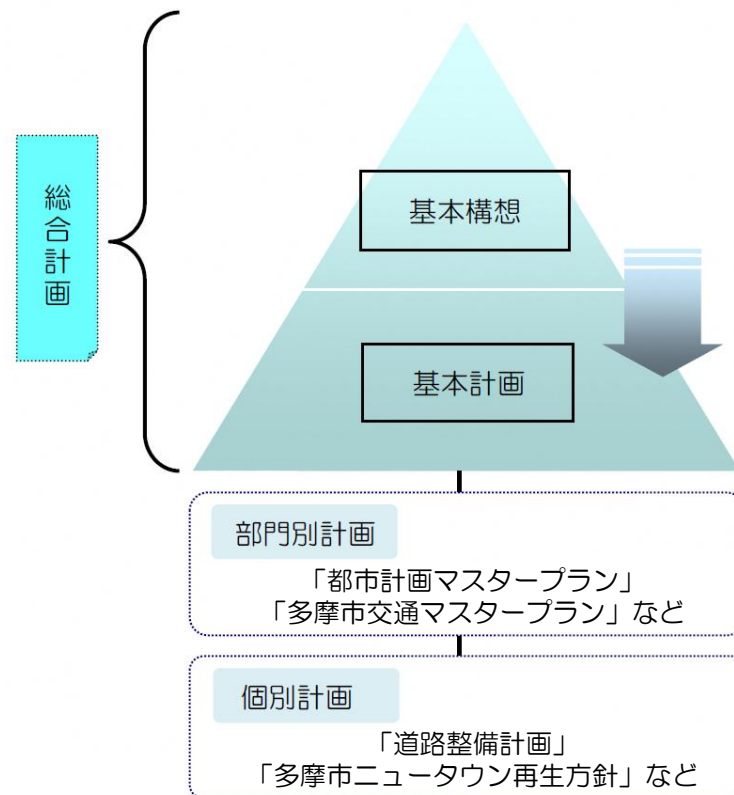 総合計画
基本構想
基本計画
部門別計画
「都市計画マスタープラン」
「多摩市交通マスタープラン」など
個別計画
「道路整備計画」
「多摩市ニュータウン再生方針」など